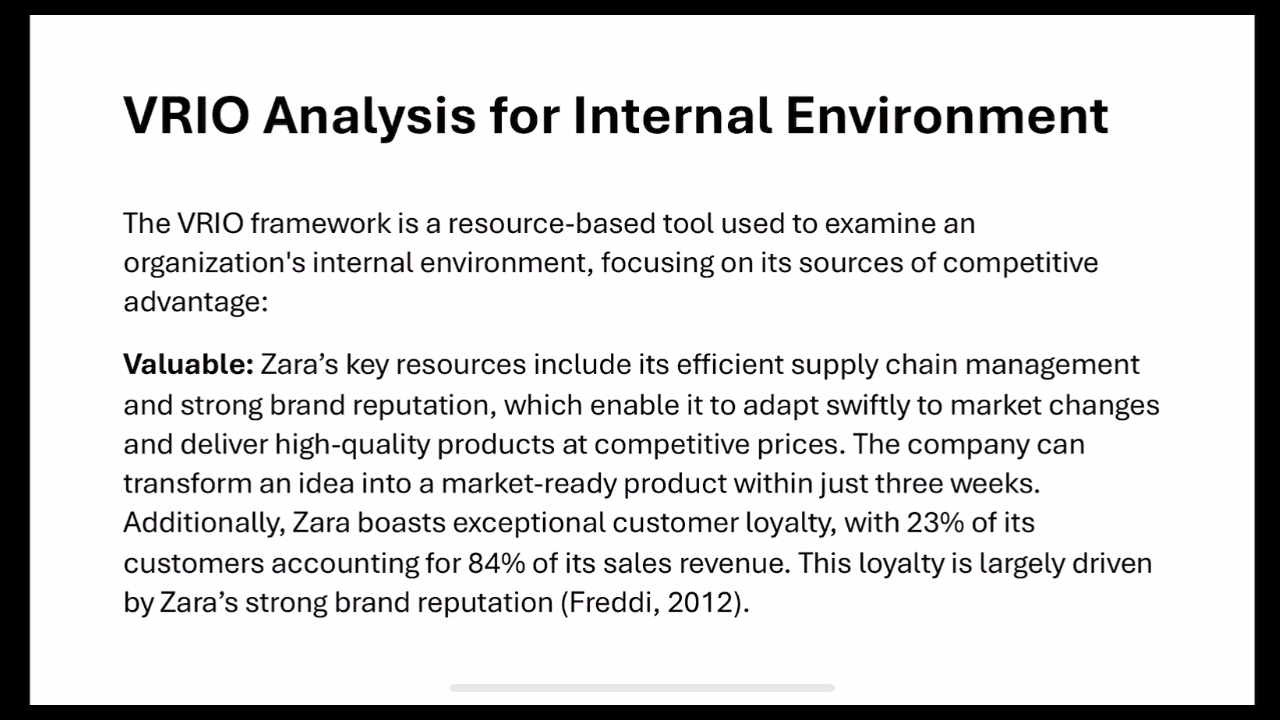 VRIO Analysis for Internal Environment
The VRIO framework is a resource-based tool used to examine an
organization's internal environment, focusing on its sources of competitive
advantage:
Valuable: Zara’s key resources include its efficient supply chain management
and strong brand reputation, which enable it to adapt swiftly to market changes
and deliver high-quality products at competitive prices. The company can
transform an idea into a market-ready product within just three weeks.
Additionally, Zara boasts exceptional customer loyalty, with 23% of its
customers accounting for 84% of its sales revenue. This loyalty is largely driven
by Zara’s strong brand reputation (Freddi, 2012).